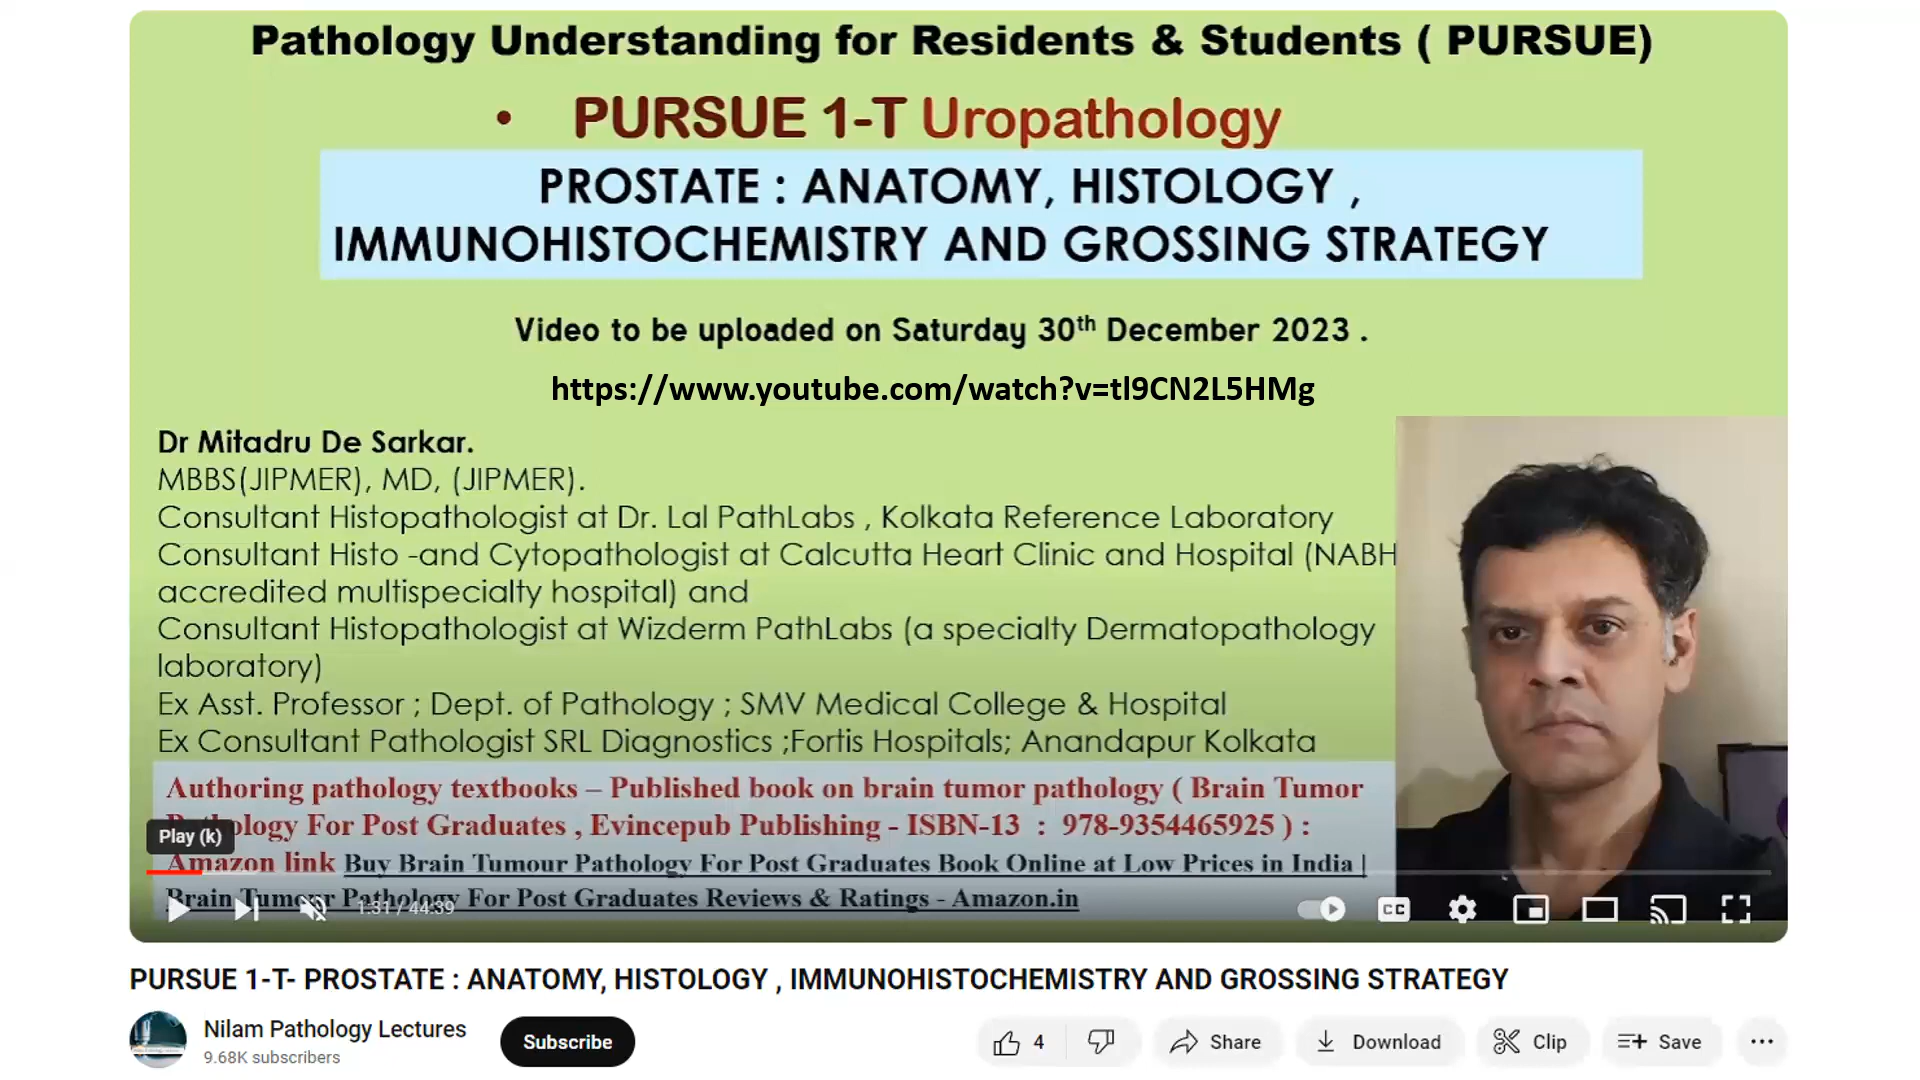 Pathology Understanding for Residents & Students ( PURSUE)
• PURSUE 1-T Uropathology
PROSTATE : ANATOMY, HISTOLOGY ,
IMMUNOHISTOCHEMISTRY AND GROSSING STRATEGY
Video to be uploaded on Saturday 30th December 2023 .
https://www.youtube.com/watch?v=tl9CN2L5HMg
Dr Mitadru De Sarkar.
MBBS(JIPMER), MD, (JIPMER).
Consultant Histopathologist at Dr. Lal PathLabs , Kolkata Reference Laboratory
Consultant Histo -and Cytopathologist at Calcutta Heart Clinic and Hospital (NABH
accredited multispecialty hospital) and
Consultant Histopathologist at Wizderm PathLabs (a specialty Dermatopathology
laboratory)
Ex Asst. Professor ; Dept. of Pathology ; SMV Medical College & Hospital
Ex Consultant Pathologist SRL Diagnostics ;Fortis Hospitals; Anandapur Kolkata
Authoring pathology textbooks – Published book on brain tumor pathology ( Brain Tumor
Pathology For Post Graduates , Evincepub Publishing - ISBN-13 : 978-9354465925 ) :
Play (k)
Amazon link Buy Brain Tumour Pathology For Post Graduates Book Online at Low Prices in India |
Brain Tumour Pathology For Post Graduates Reviews & Ratings - Amazon.in
1:31 / 44:39
CC
PURSUE 1-T- PROSTATE : ANATOMY, HISTOLOGY , IMMUNOHISTOCHEMISTRY AND GROSSING STRATEGY
Nilam Pathology Lectures
9.68K subscribers
Subscribe
4
Share
Download
Clip
Save